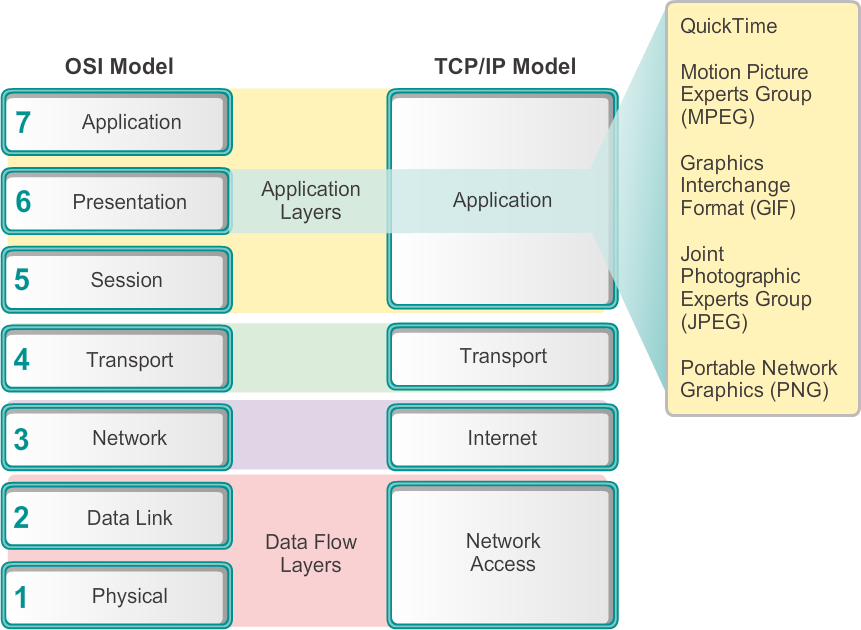 OSI Model
7 Application
6 Presentation
5 Session
4 Transport
3 Network
2 Data Link
1 Physical
Application
Layers
Data Flow
Layers
TCP/IP Model
Application
Transport
Internet
Network
Access
QuickTime
Motion Picture
Experts Group
(MPEG)
Graphics
Interchange
Format (GIF)
Joint
Photographic
Experts Group
(JPEG)
Portable Network
Graphics (PNG)